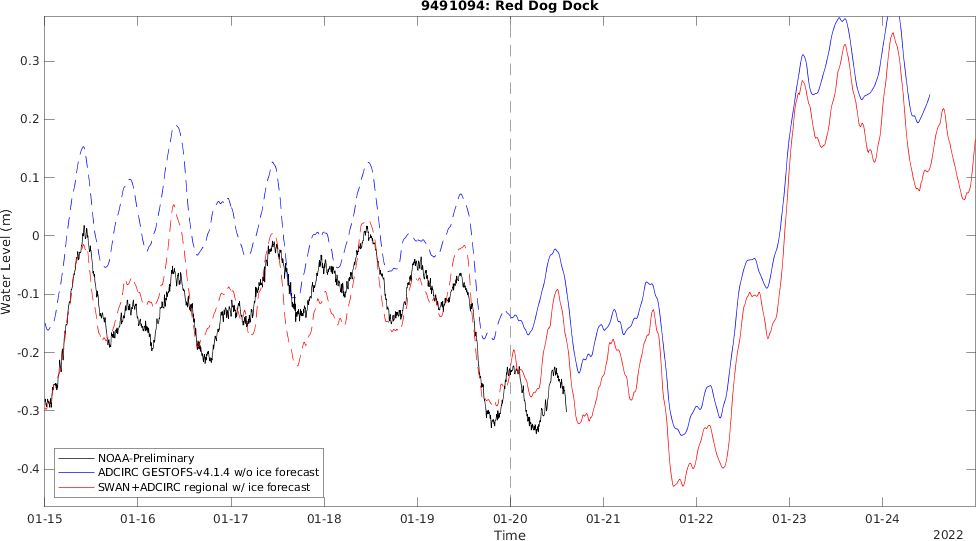 9491094: Red Dog Dock
Water Level (m)
0.3
0.2
0.1
0
-0.1
-0.2
-0.3
-0.4
NOAA-Preliminary
ADCIRC GESTOFS-v4.1.4 w/o ice forecast
SWAN+ADCIRC regional w/ ice forecast
01-15 01-16 01-17 01-18 01-19 01-20 01-21 01-22 01-23 01-24
Time
2022